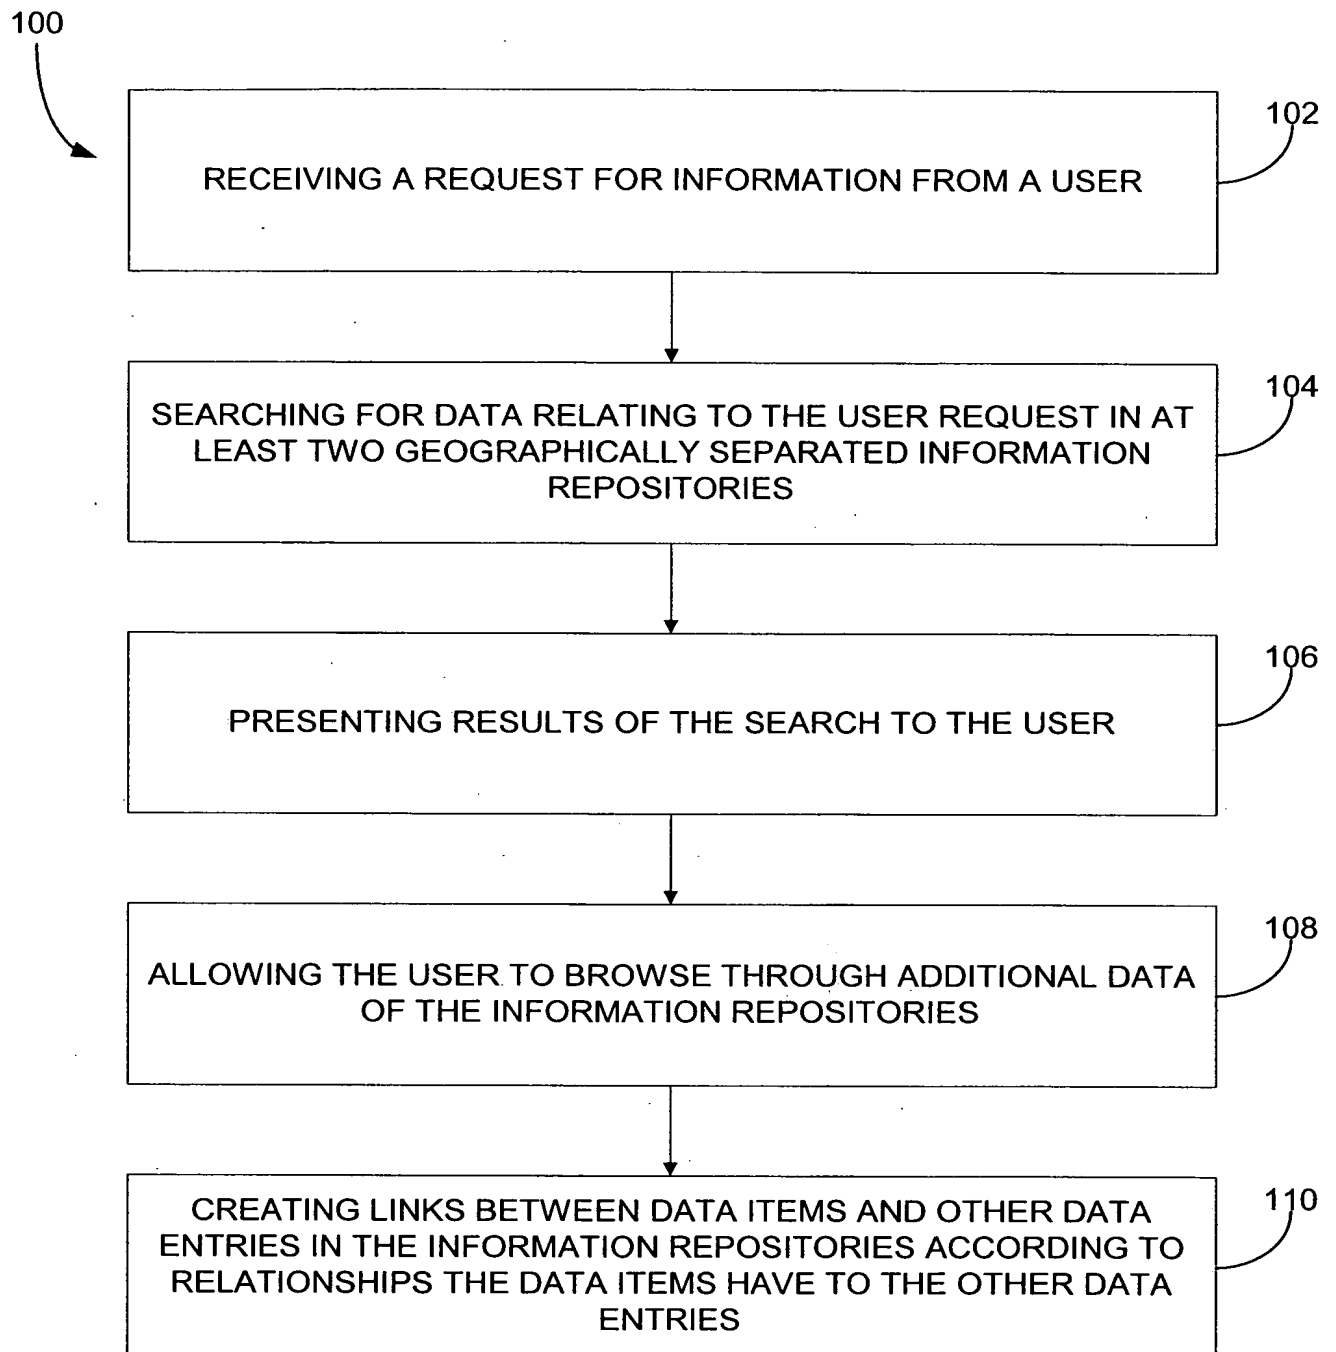 100
102
RECEIVING A REQUEST FOR INFORMATION FROM A USER
104
SEARCHING FOR DATA RELATING TO THE USER REQUEST IN AT
LEAST TWO GEOGRAPHICALLY SEPARATED INFORMATION
REPOSITORIES
106
PRESENTING RESULTS OF THE SEARCH TO THE USER
108
ALLOWING THE USER TO BROWSE THROUGH ADDITIONAL DATA
OF THE INFORMATION REPOSITORIES
110
CREATING LINKS BETWEEN DATA ITEMS AND OTHER DATA
ENTRIES IN THE INFORMATION REPOSITORIES ACCORDING TO
RELATIONSHIPS THE DATA ITEMS HAVE TO THE OTHER DATA
ENTRIES